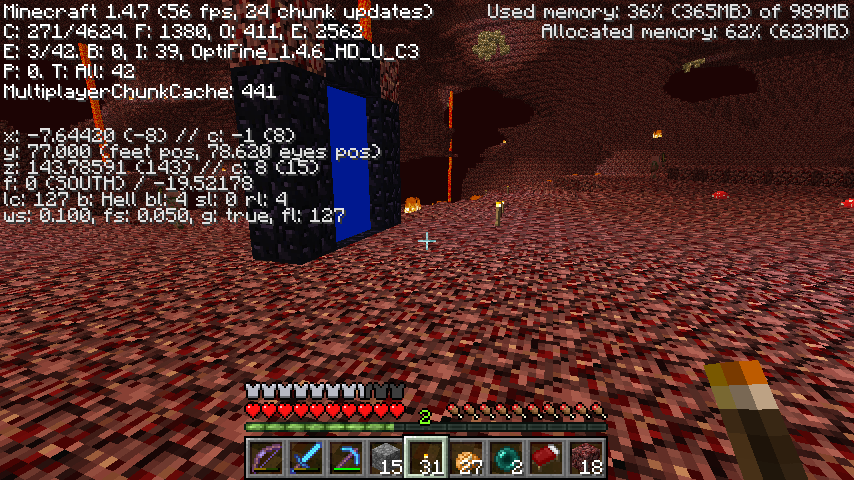 Minecraft 1.4.7 (56 fps, 24 chunk updates)
C: 271/4624. F: 1380, O: 411, E: 2562
E: 3/42. B: 0, I: 39, OptiFine_1.4.6_HD_U_C3
P: 0. T: All: 42
MultiplayerChunkCache: 441
Used memory: 36% (365MB) of 989MB
Allocated memory: 62% (623MB)
x: -7.64420 (-8) // c: -1 (8)
y: 77.000 (feet pos, 78.620 eyes pos)
z: 143.78591 (143) // c: 8 (15)
f: 0 (SOUTH) / -19.52178
lc: 127 b: Hell bl: 4 sl: 0 rl: 4
ws: 0.100, fs: 0.050, g: true, fl: 127
2
15 31 27 2 18